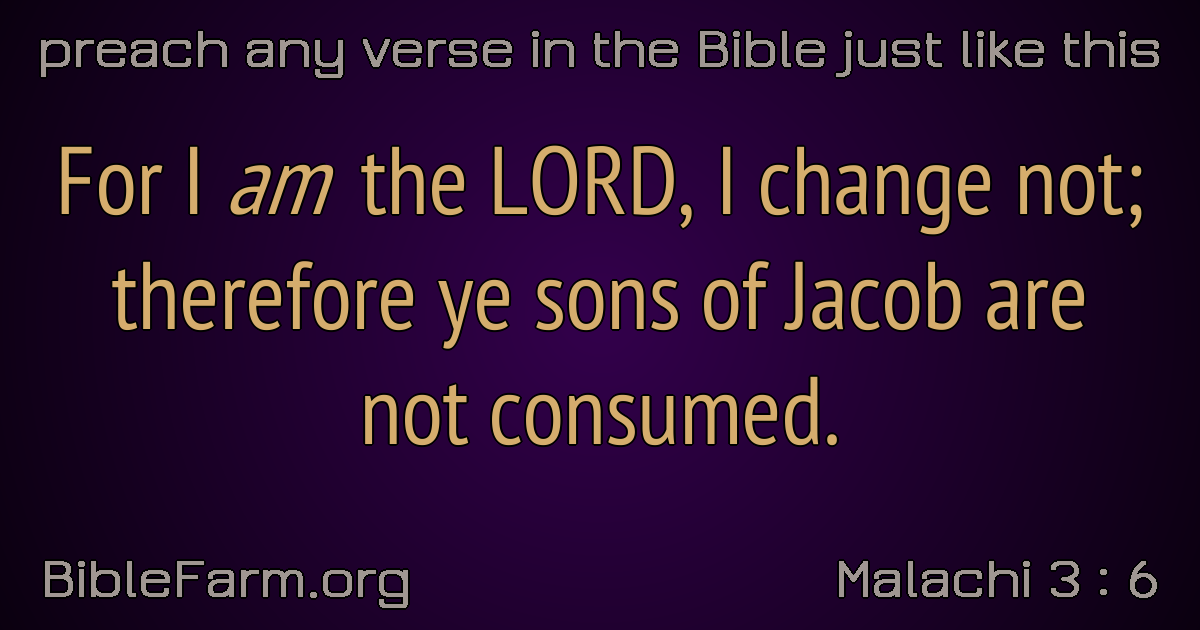 preach any verse in the Bible just like this
For I am the LORD, I change not;
therefore ye sons of Jacob are
not consumed.
BibleFarm.org
Malachi 3 : 6